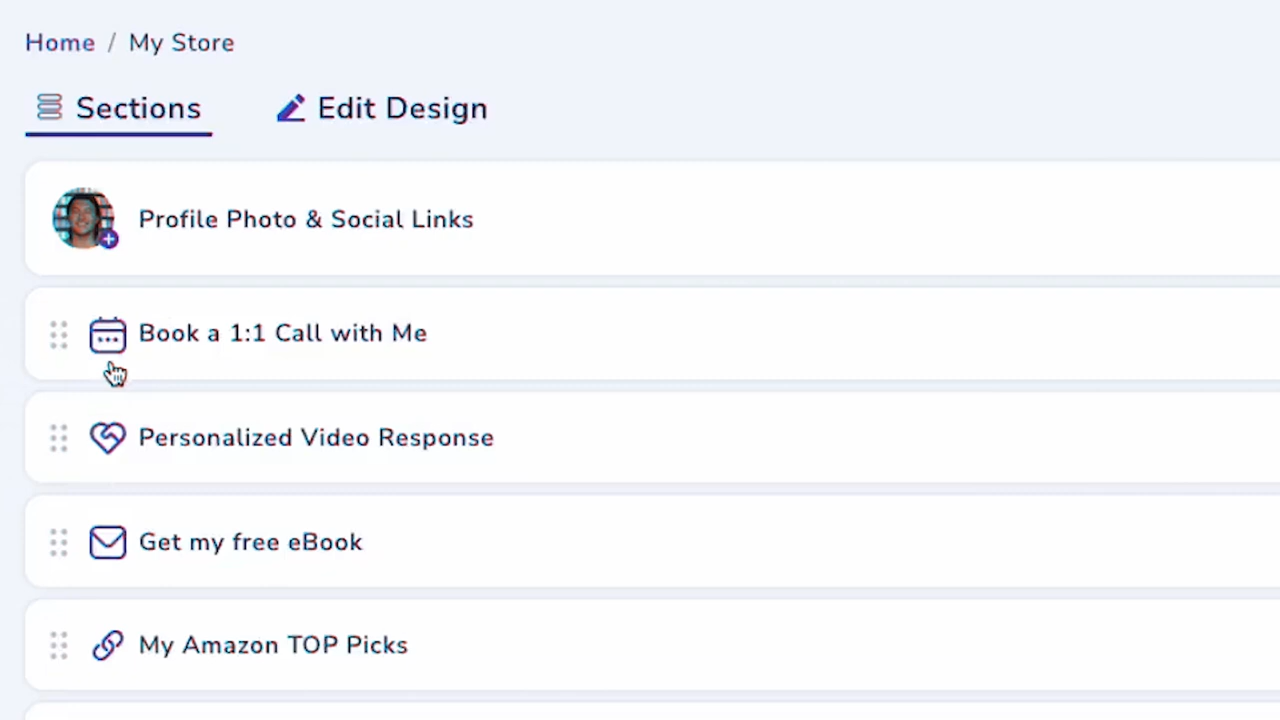 Home / My Store
Sections
Edit Design
Profile Photo & Social Links
Book a 1:1 Call with Me
Personalized Video Response
Get my free eBook
My Amazon TOP Picks